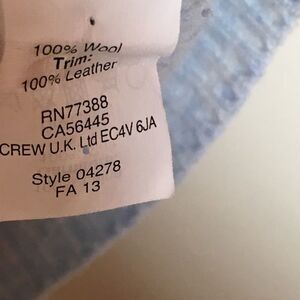 100% Wool
Trim:
100% Leather
RN77388
CA56445
CREW U.K. Ltd EC4V 6JA
Style 04278
FA 13